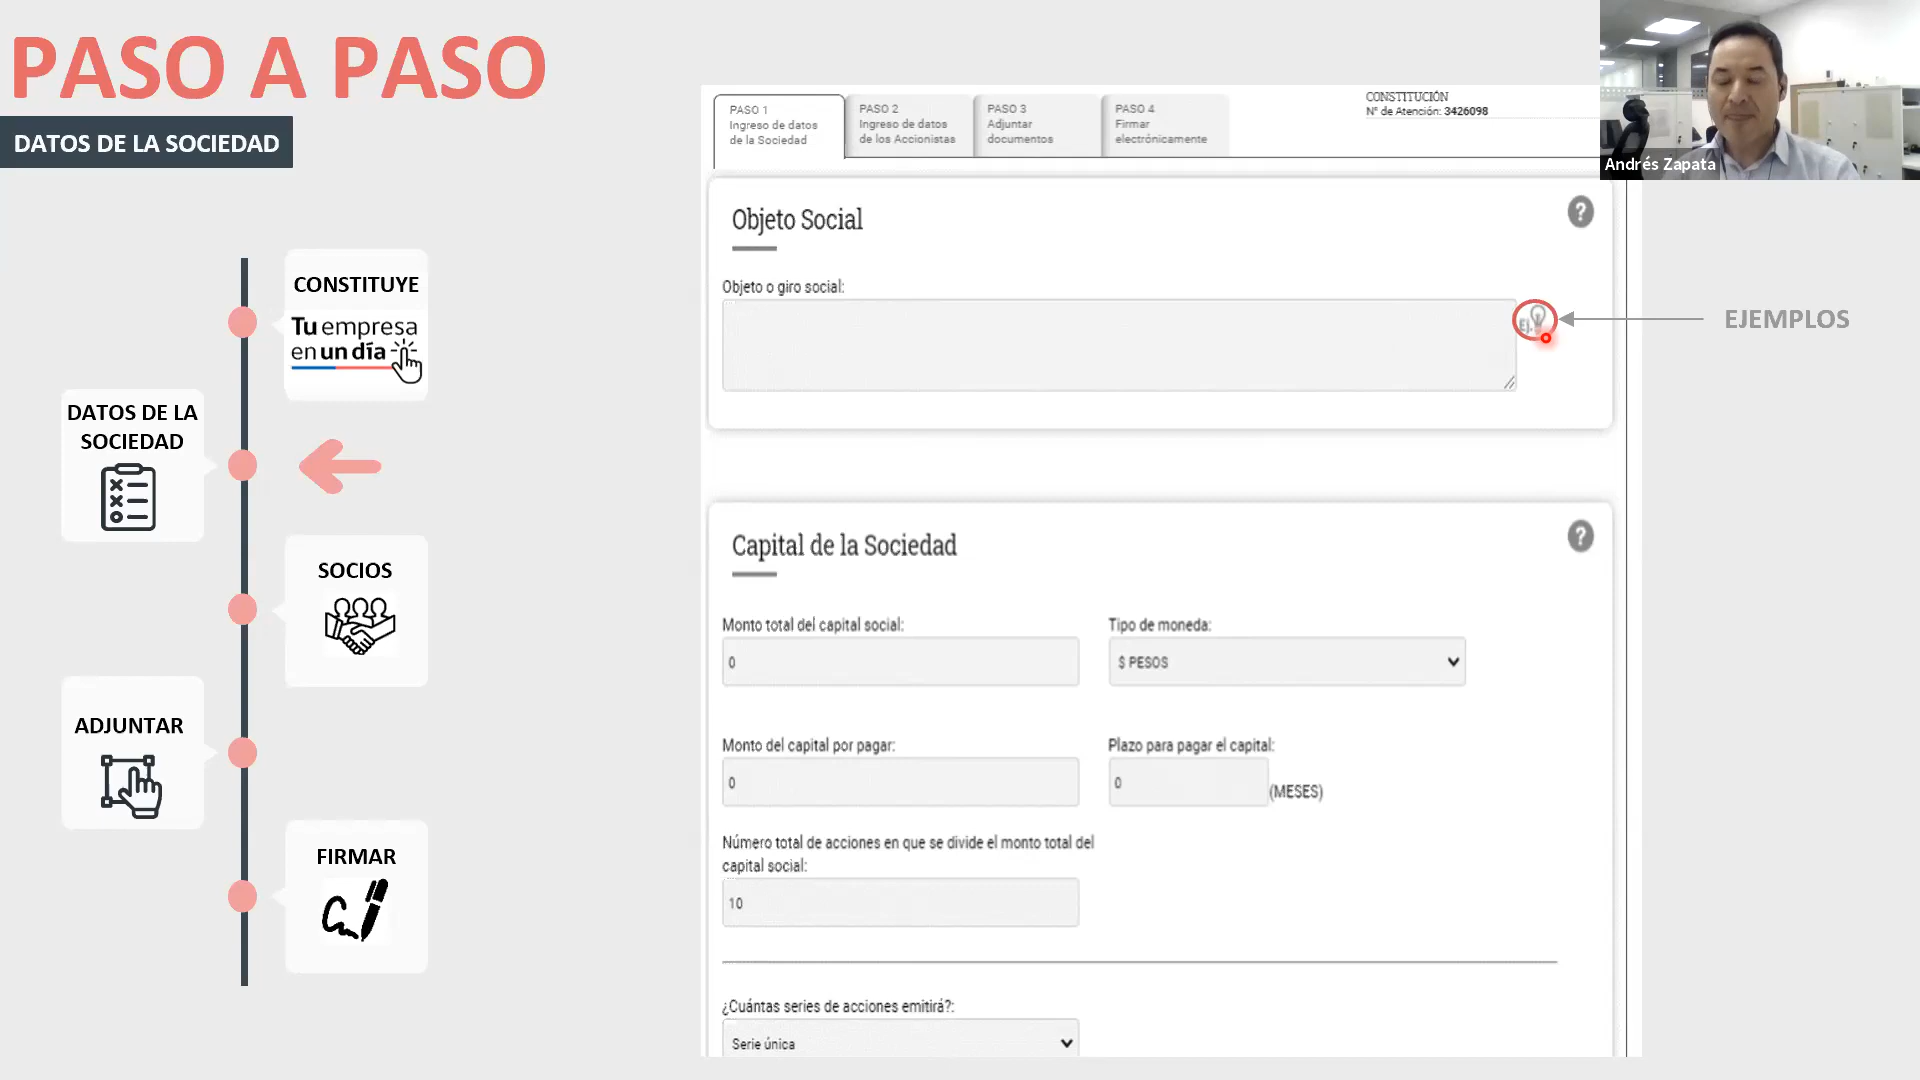 PASO A PASO
DATOS DE LA SOCIEDAD
CONSTITUYE
Tu empresa
en un día
DATOS DE LA
SOCIEDAD
SOCIOS
ADJUNTAR
FIRMAR
PASO 1
Ingreso de datos
de la Sociedad
PASO 2
Ingreso de datos
de los Accionistas
PASO 3
Adjuntar
documentos
PASO 4
Firmar
electrónicamente
CONSTITUCIÓN
N° de Atención: 3426098
Andrés Zapata
Objeto Social
?
Objeto o giro social:
Ej.
EJEMPLOS
Capital de la Sociedad
?
Monto total del capital social:
0
Tipo de moneda:
$ PESOS
Monto del capital por pagar:
0
Plazo para pagar el capital:
0
(MESES)
Número total de acciones en que se divide el monto total del
capital social:
10
¿Cuántas series de acciones emitirá?:
Serie única